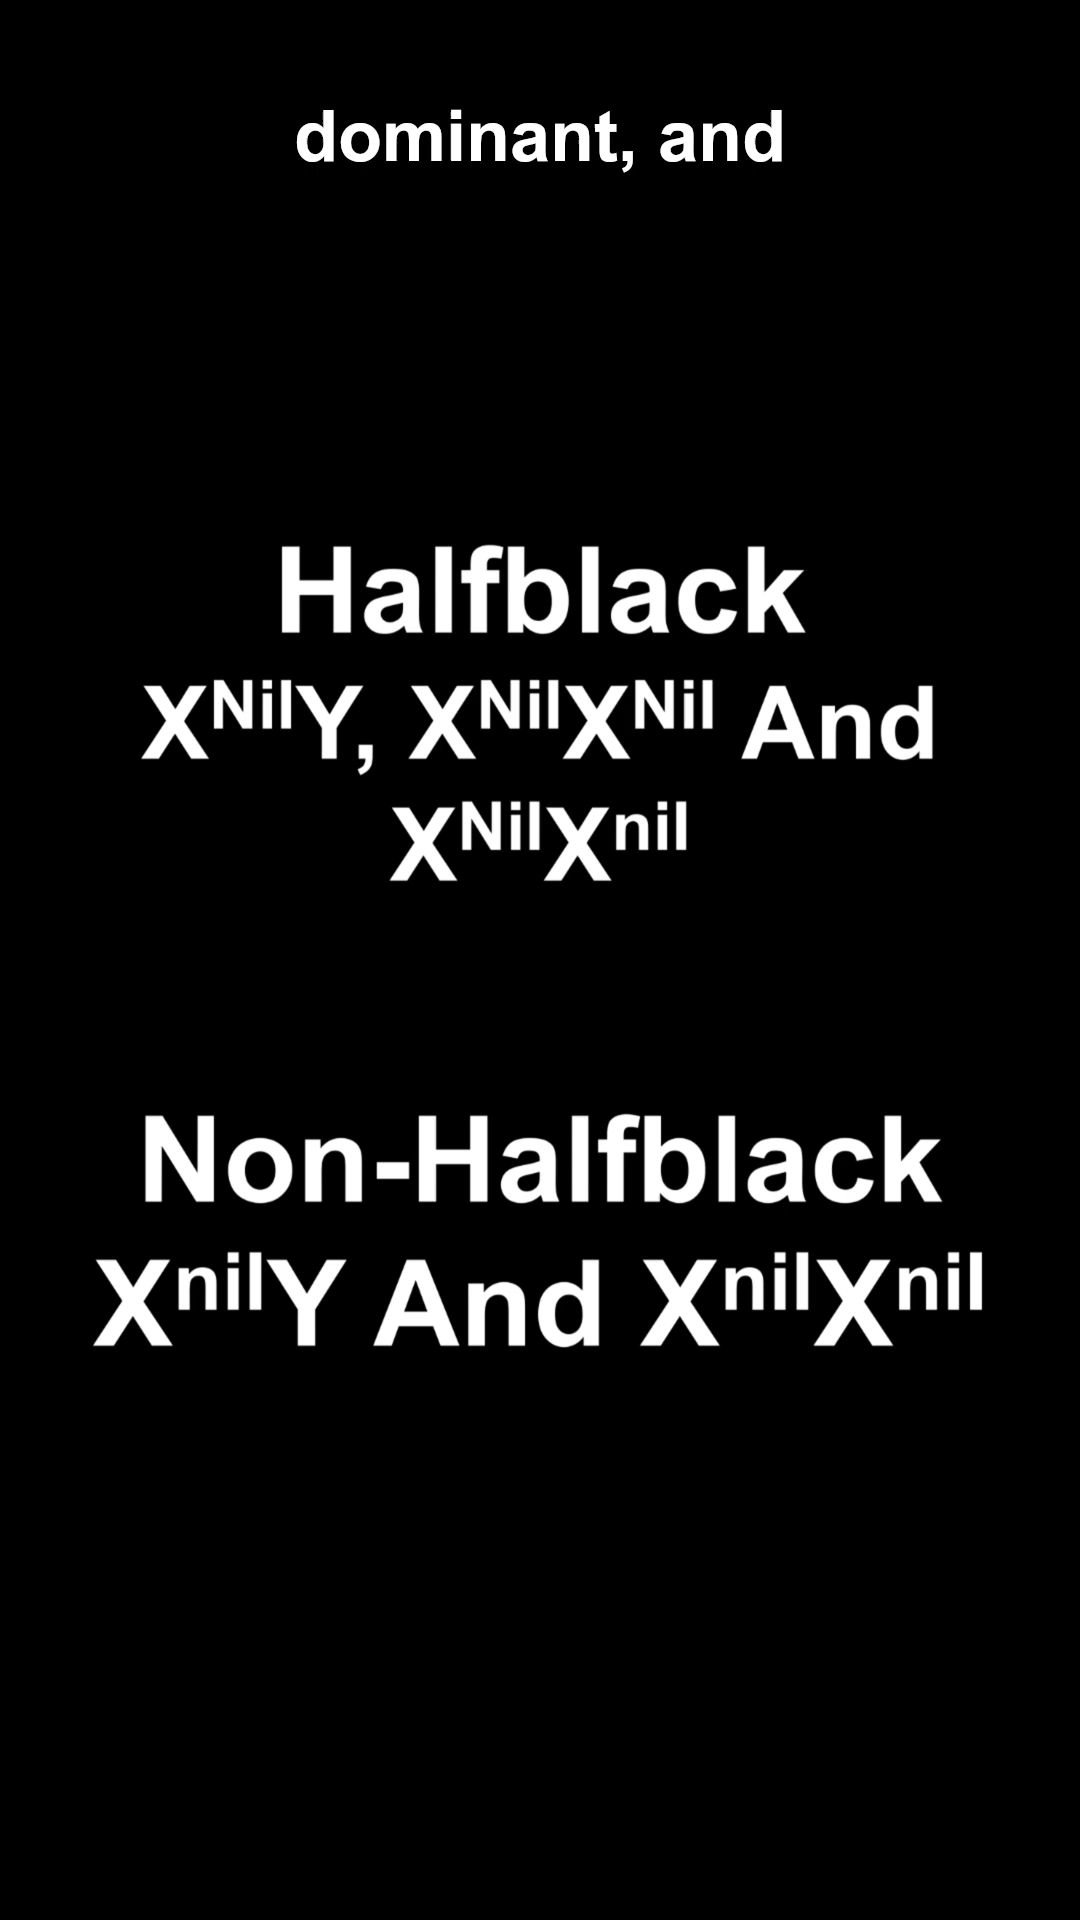 dominant, and
Halfblack
XᴺⁱˡY, XᴺⁱˡXᴺⁱˡ And
XᴺⁱˡXⁿⁱˡ
Non-Halfblack
XⁿⁱˡY And XⁿⁱˡXⁿⁱˡ